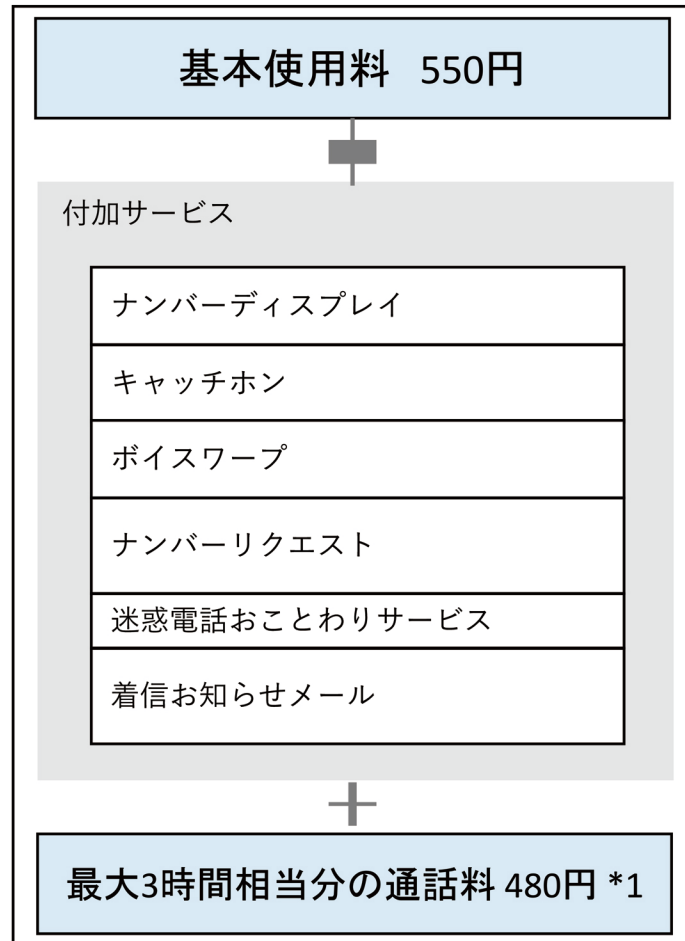 基本使用料 550円
付加サービス
ナンバーディスプレイ
キャッチホン
ボイスワープ
ナンバーリクエスト
迷惑電話おことわりサービス
着信お知らせメール
最大3時間相当分の通話料 480円 *1